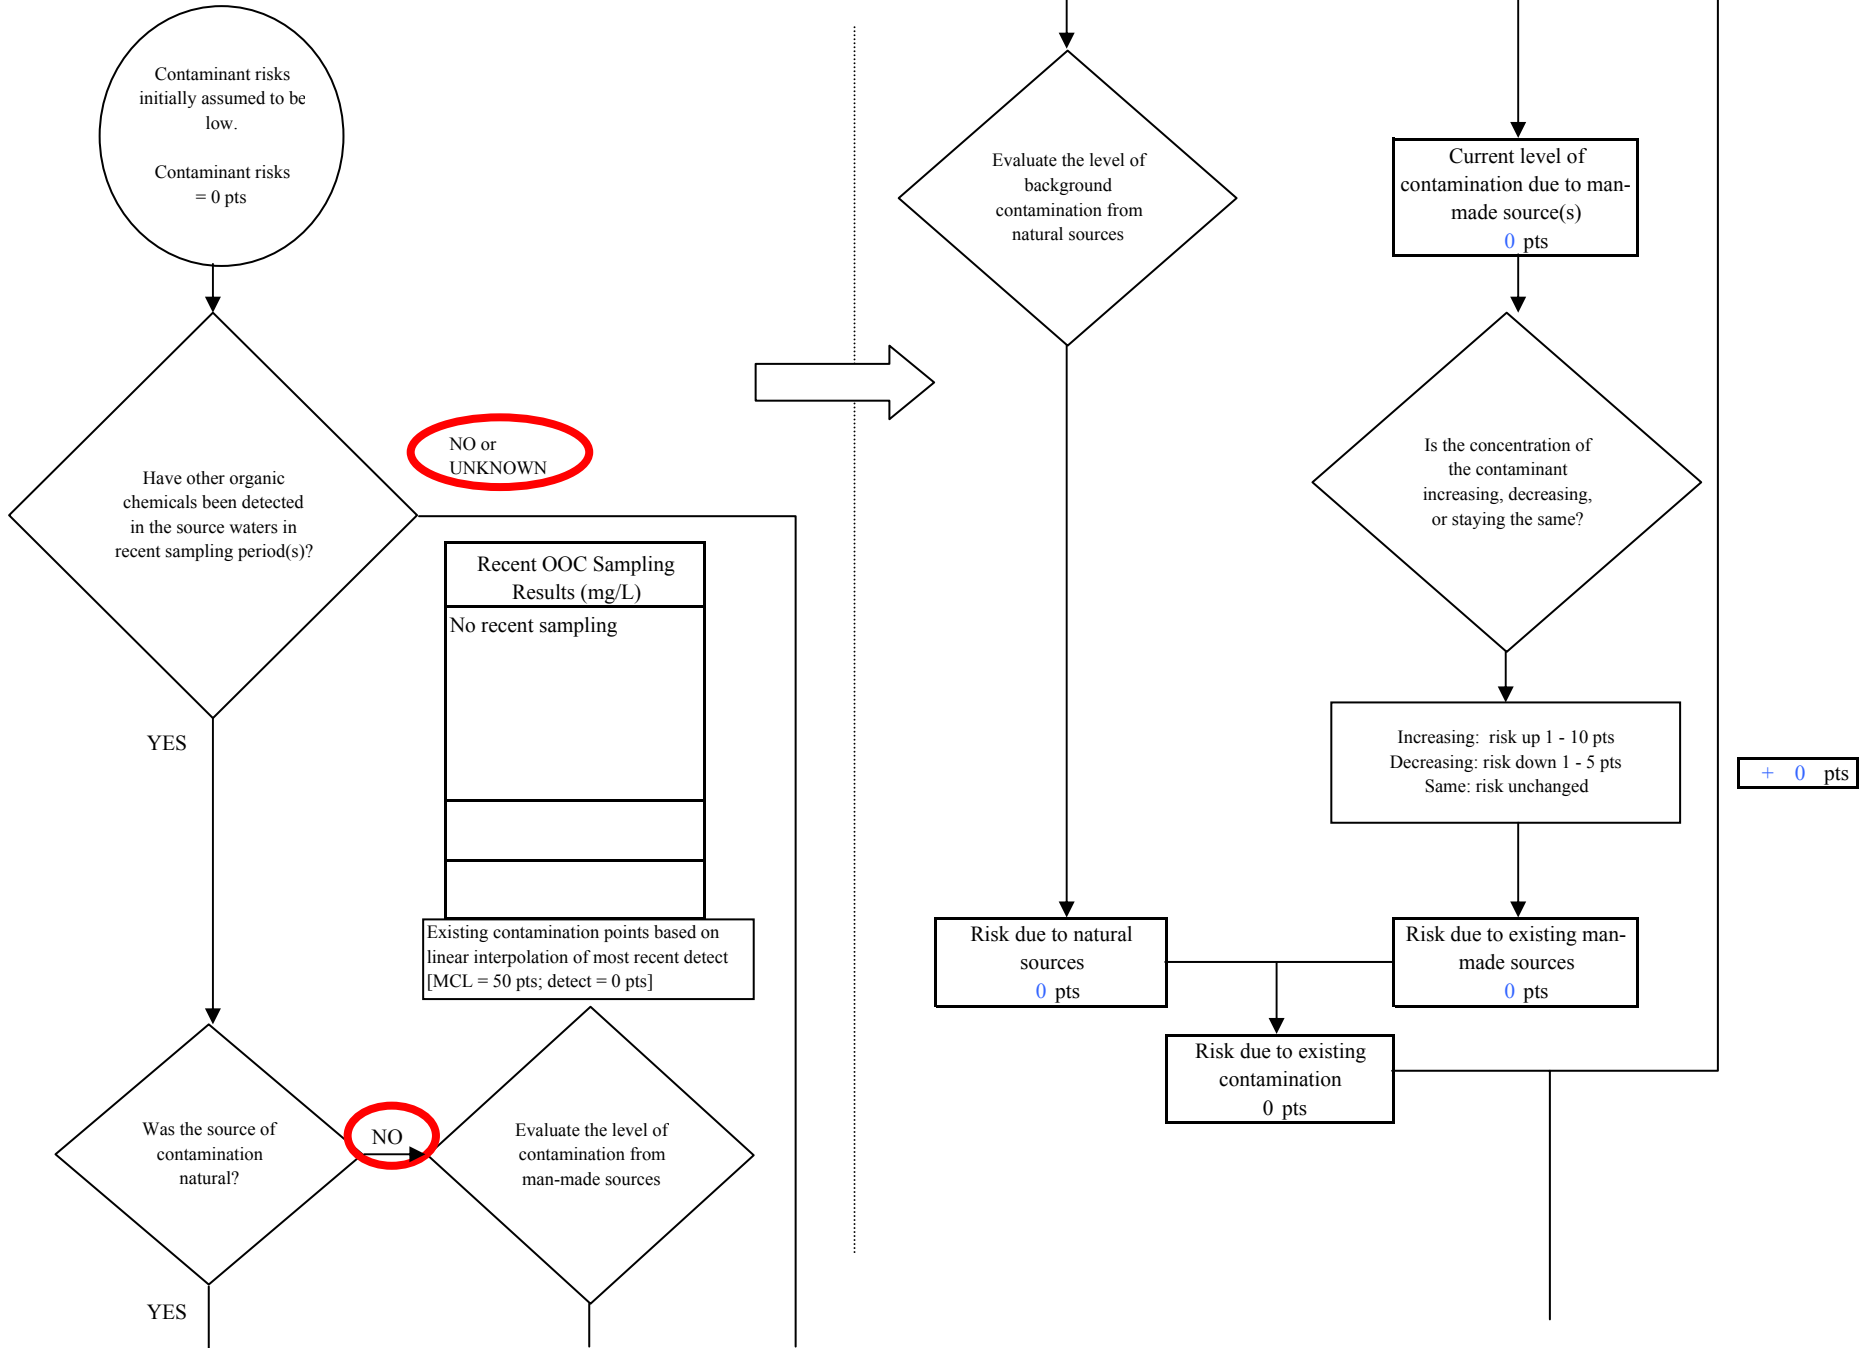 Contaminant risks
initially assumed to be
low.
Contaminant risks
= 0 pts
Have other organic
chemicals been detected
in the source waters in
recent sampling period(s)?
NO or
UNKNOWN
YES
Recent OOC Sampling
Results (mg/L)
No recent sampling
Existing contamination points based on
linear interpolation of most recent detect
[MCL = 50 pts; detect = 0 pts]
Was the source of
contamination
natural?
NO
YES
Evaluate the level of
contamination from
man-made sources
Evaluate the level of
background
contamination from
natural sources
Current level of
contamination due to man-
made source(s)
0 pts
Is the concentration of
the contaminant
increasing, decreasing,
or staying the same?
Increasing: risk up 1 - 10 pts
Decreasing: risk down 1 - 5 pts
Same: risk unchanged
+ 0 pts
Risk due to natural
sources
0 pts
Risk due to existing man-
made sources
0 pts
Risk due to existing
contamination
0 pts